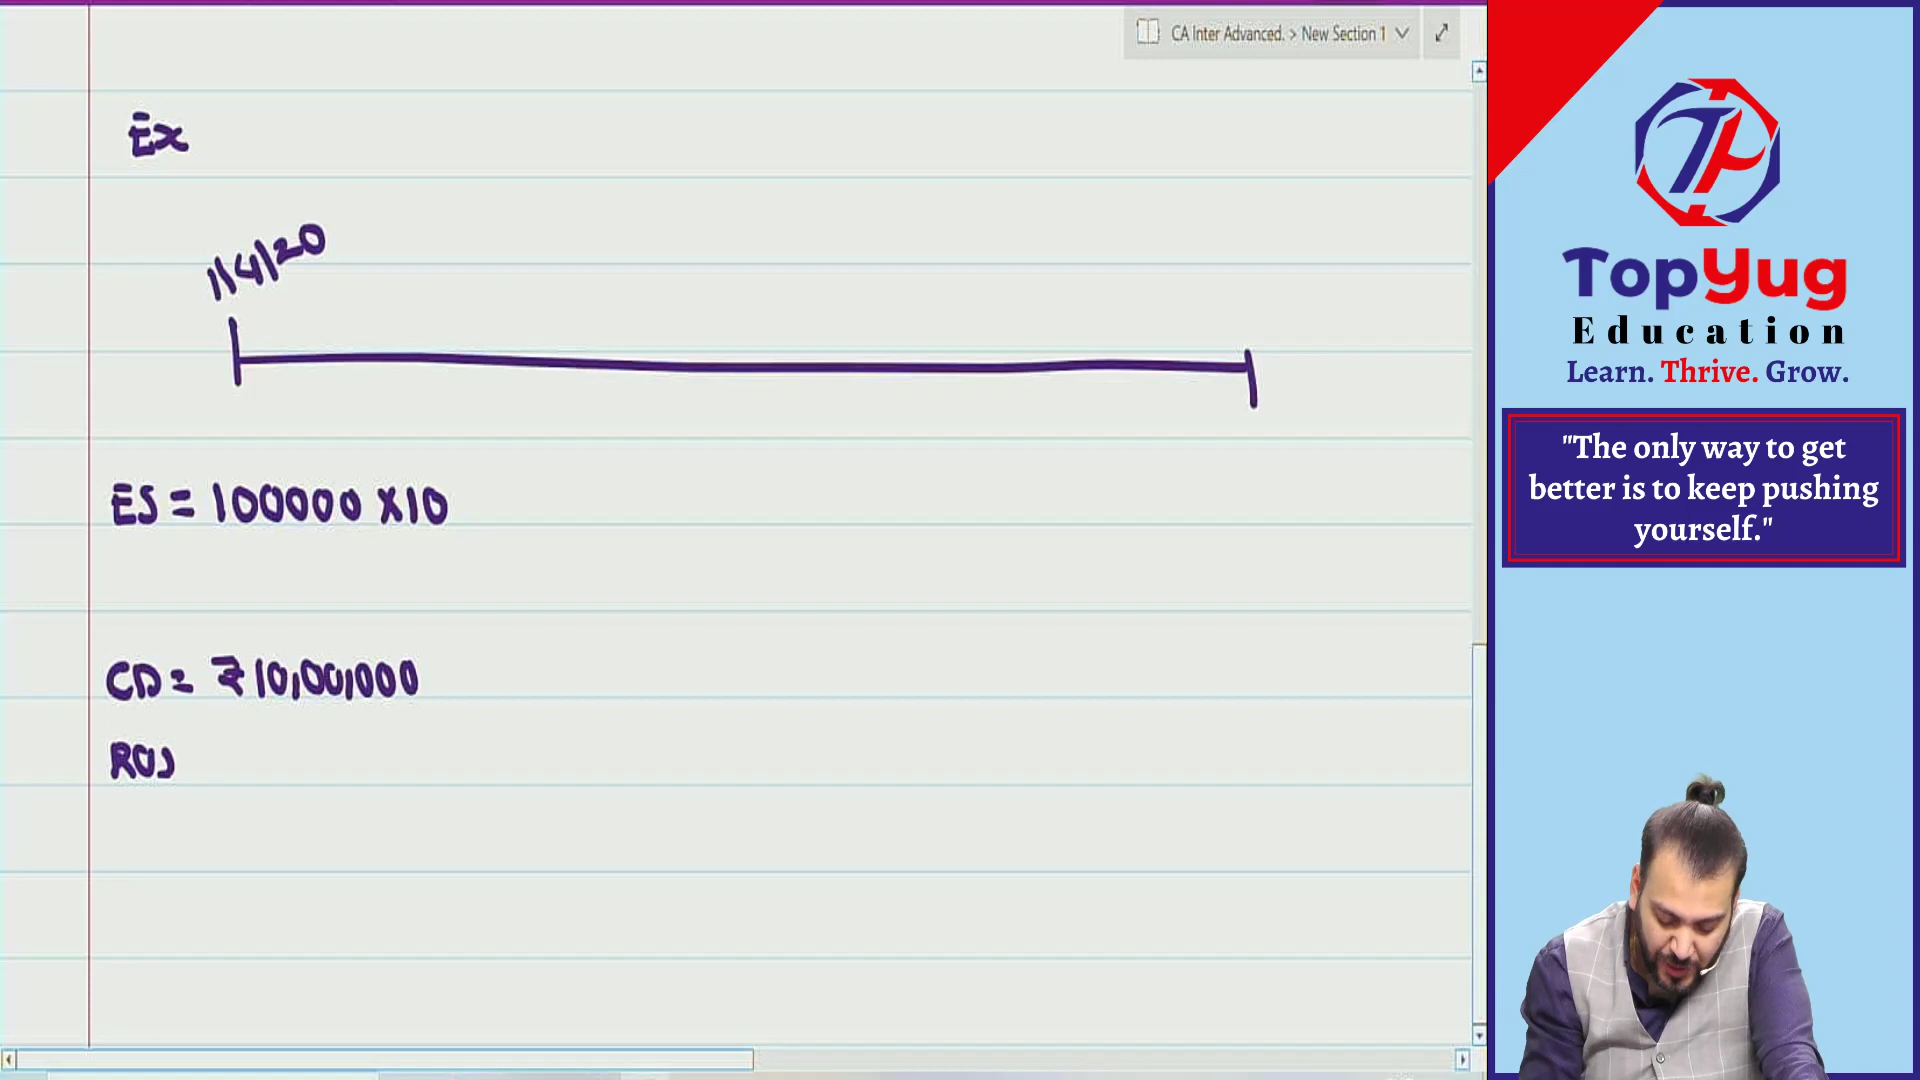 CA Inter Advanced. > New Section 1
Ex
1/4/20
ES = 100000 X10
CD = ₹10,00,000
ROI
TopYug
Education
Learn. Thrive. Grow.
"The only way to get
better is to keep pushing
yourself."